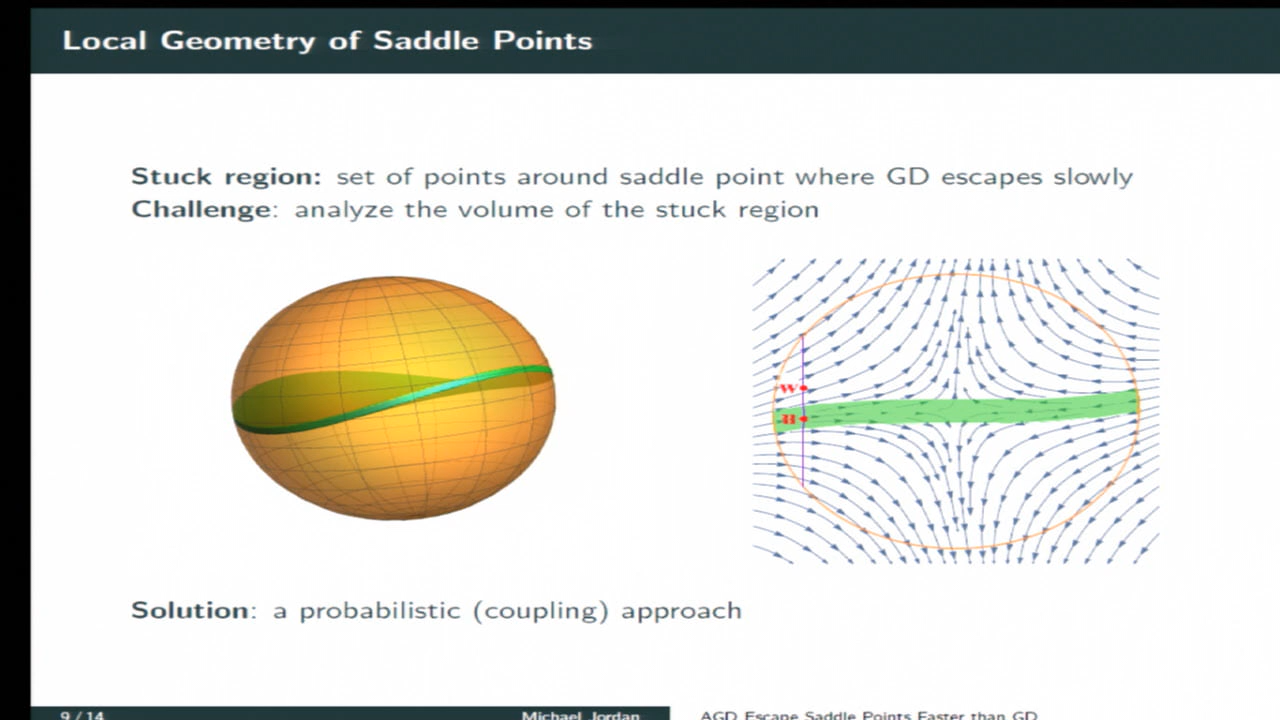 Local Geometry of Saddle Points
Stuck region: set of points around saddle point where GD escapes slowly
Challenge: analyze the volume of the stuck region
W
B
Solution: a probabilistic (coupling) approach
9 / 14 Michael Jordan AGD Escape Saddle Points Faster than GD